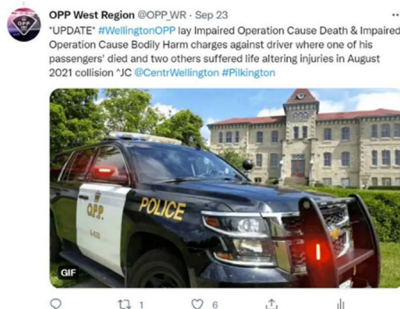 OPP West Region @OPP_WR · Sep 23
"UPDATE" #WellingtonOPP lay Impaired Operation Cause Death & Impaired
Operation Cause Bodily Harm charges against driver where one of his
passengers' died and two others suffered life altering injuries in August
2021 collision ^JC @CentrWellington #Pilkington
O.P.P.
POLICE
GIF
1
6